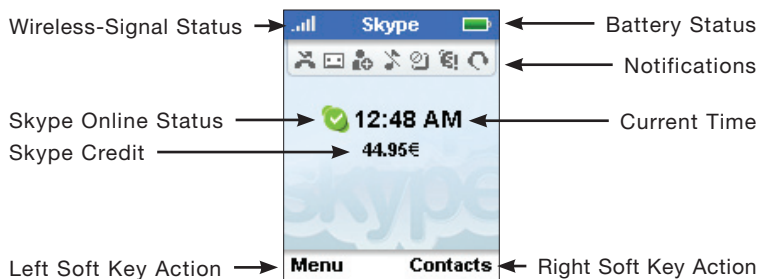 Wireless-Signal Status
Skype
Battery Status
Notifications
Skype Online Status
12:48 AM
Current Time
Skype Credit
44.95€
skype
Left Soft Key Action
Menu
Contacts
Right Soft Key Action